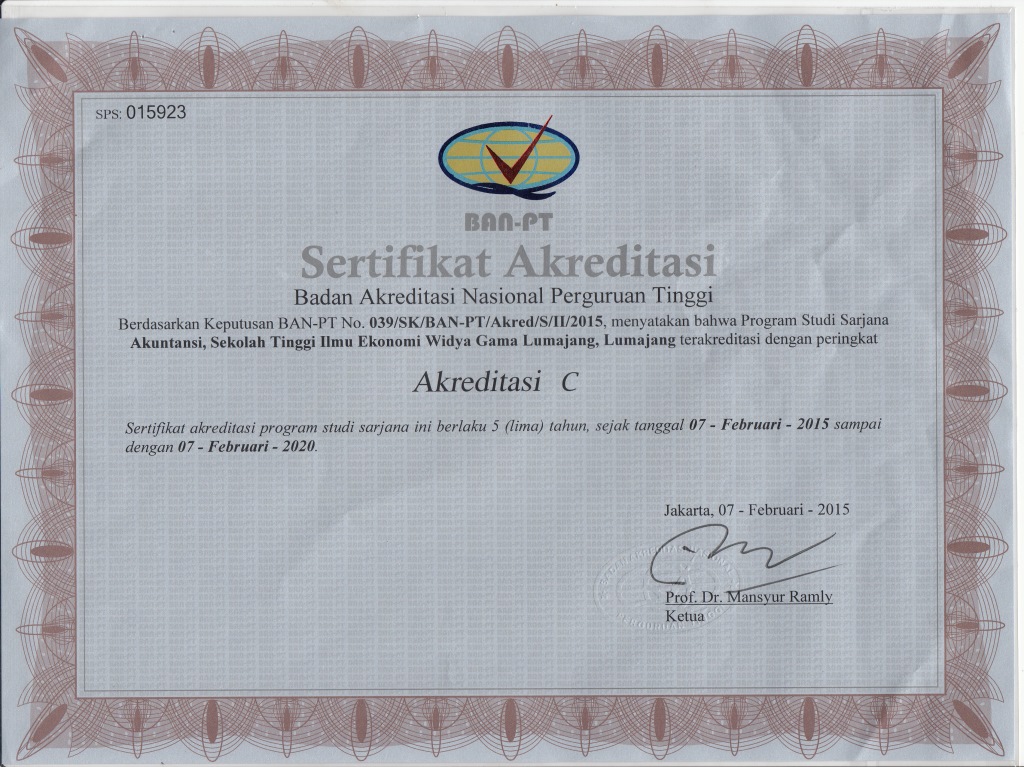 SPS: 015923
BAN-PT
Sertifikat Akreditasi
Badan Akreditasi Nasional Perguruan Tinggi
Berdasarkan Keputusan BAN-PT No. 039/SK/BAN-PT/Akred/S/II/2015, menyatakan bahwa Program Studi Sarjana
Akuntansi, Sekolah Tinggi Ilmu Ekonomi Widya Gama Lumajang, Lumajang terakreditasi dengan peringkat
Akreditasi C
Sertifikat akreditasi program studi sarjana ini berlaku 5 (lima) tahun, sejak tanggal 07 - Februari - 2015 sampai
dengan 07 - Februari - 2020.
Jakarta, 07 - Februari - 2015
Prof. Dr. Mansyur Ramly
Ketua